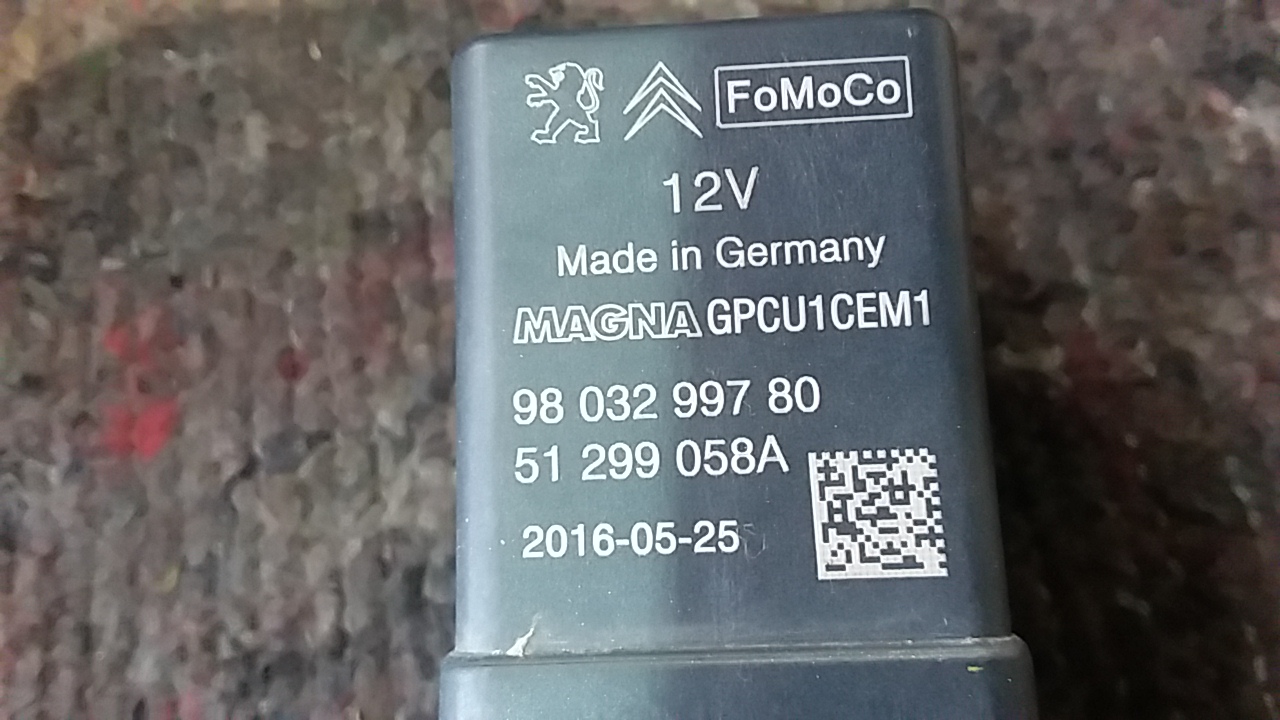 FoMoCo
12V
Made in Germany
MAGNA GPCU1CEM1
98 032 997 80
51 299 058A
2016-05-25